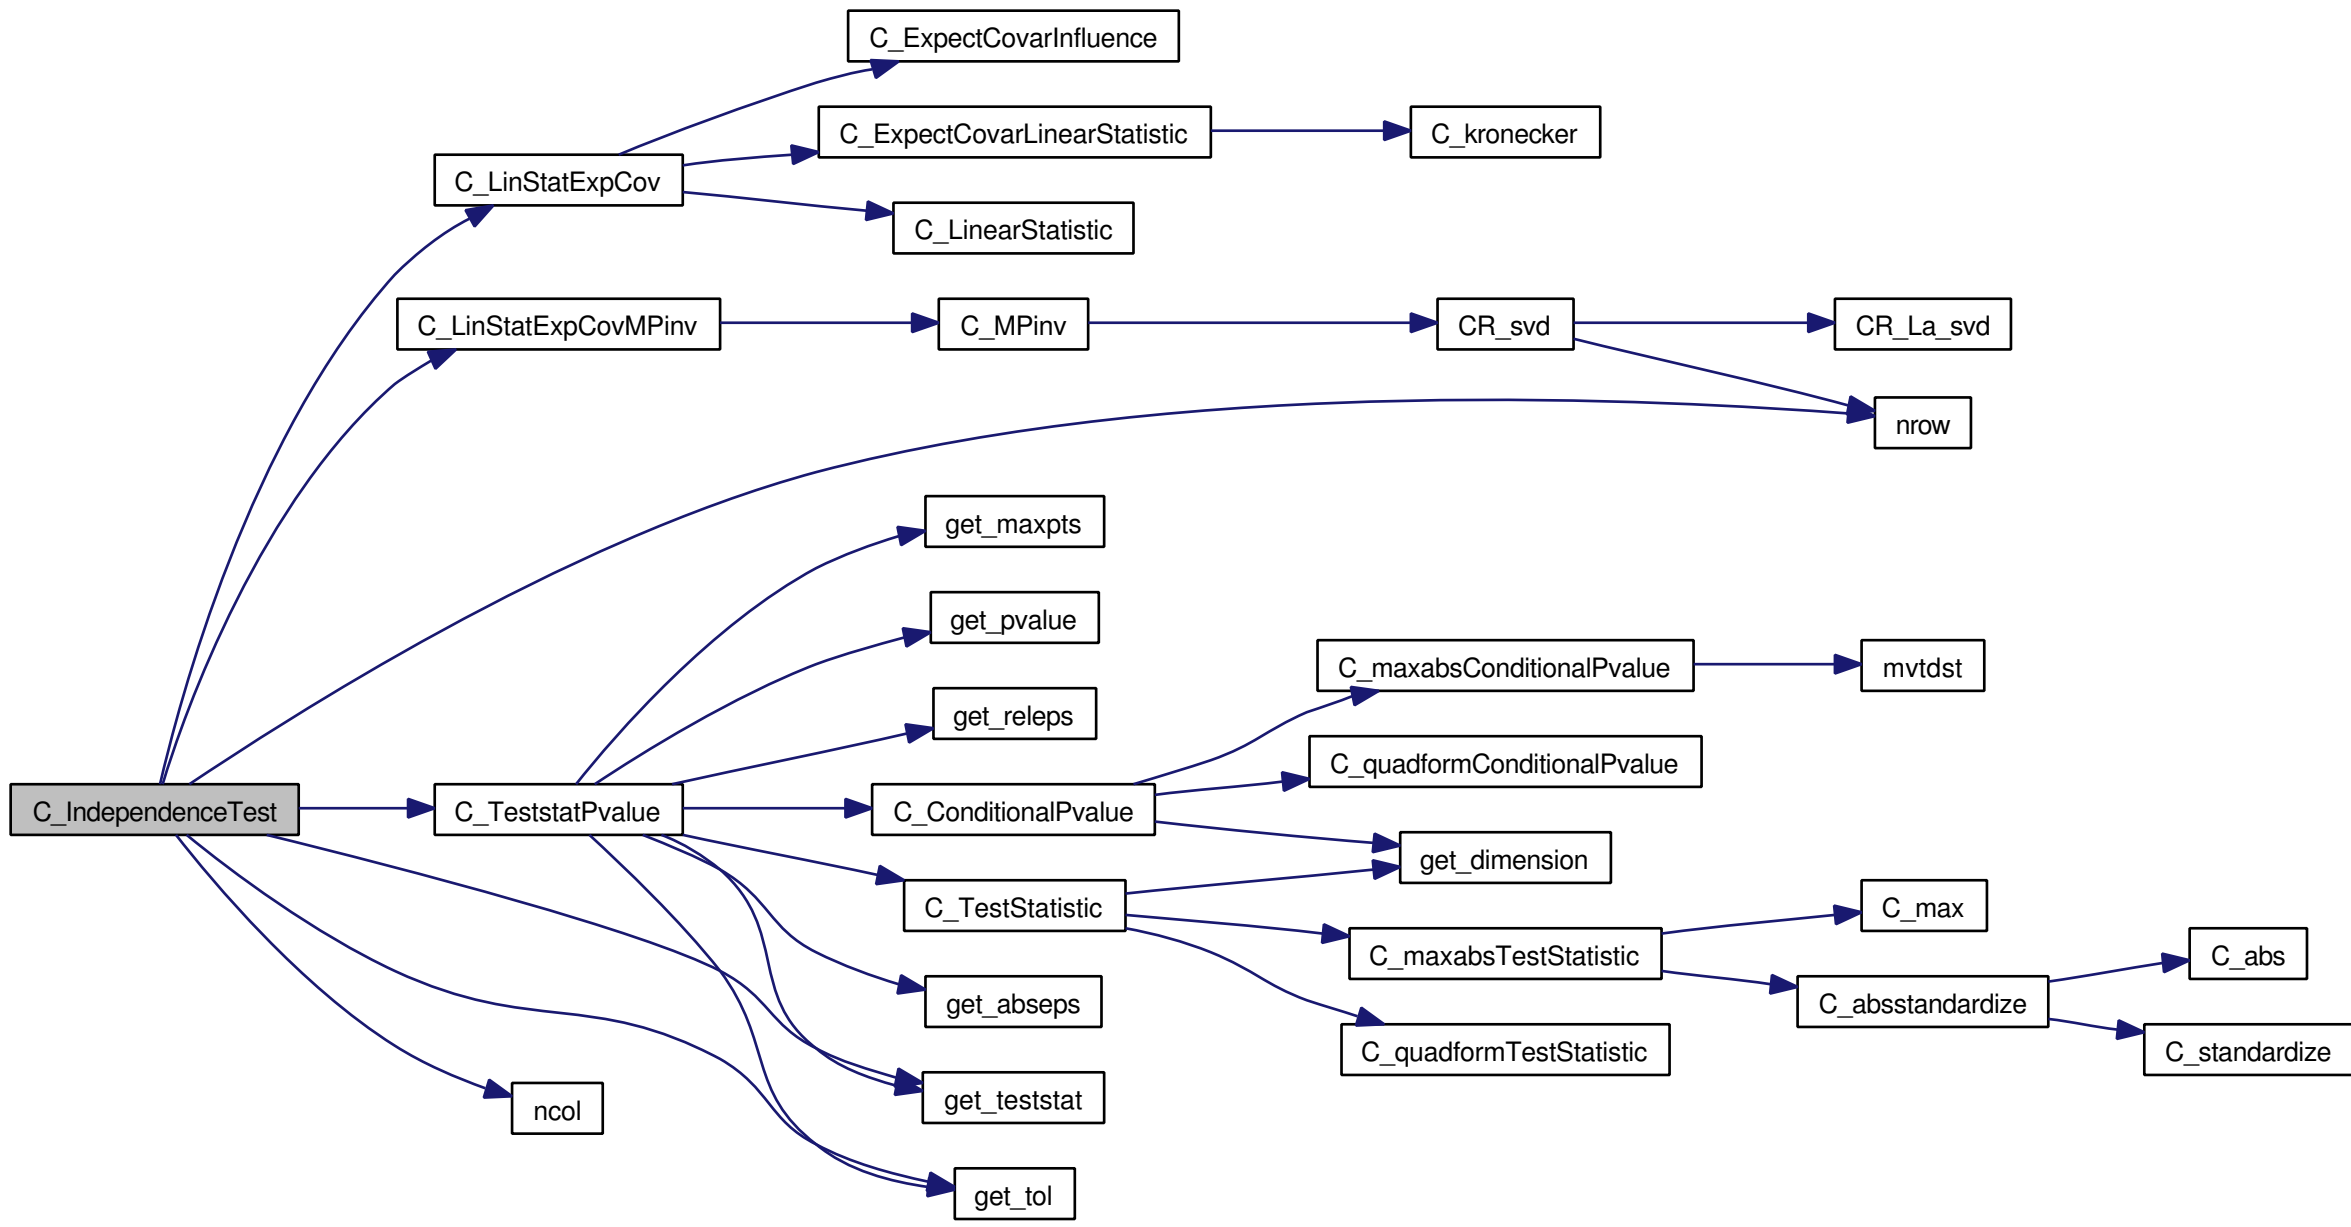 C_ExpectCovarInfluence
C_ExpectCovarLinearStatistic
C_kronecker
C_LinStatExpCov
C_LinearStatistic
C_LinStatExpCovMPinv
C_MPinv
CR_svd
CR_La_svd
nrow
get_maxpts
get_pvalue
C_maxabsConditionalPvalue
mvtdst
get_releps
C_quadformConditionalPvalue
C_IndependenceTest
C_TeststatPvalue
C_ConditionalPvalue
get_dimension
C_TestStatistic
C_max
C_maxabsTestStatistic
C_abs
get_abseps
C_absstandardize
C_quadformTestStatistic
C_standardize
get_teststat
ncol
get_tol